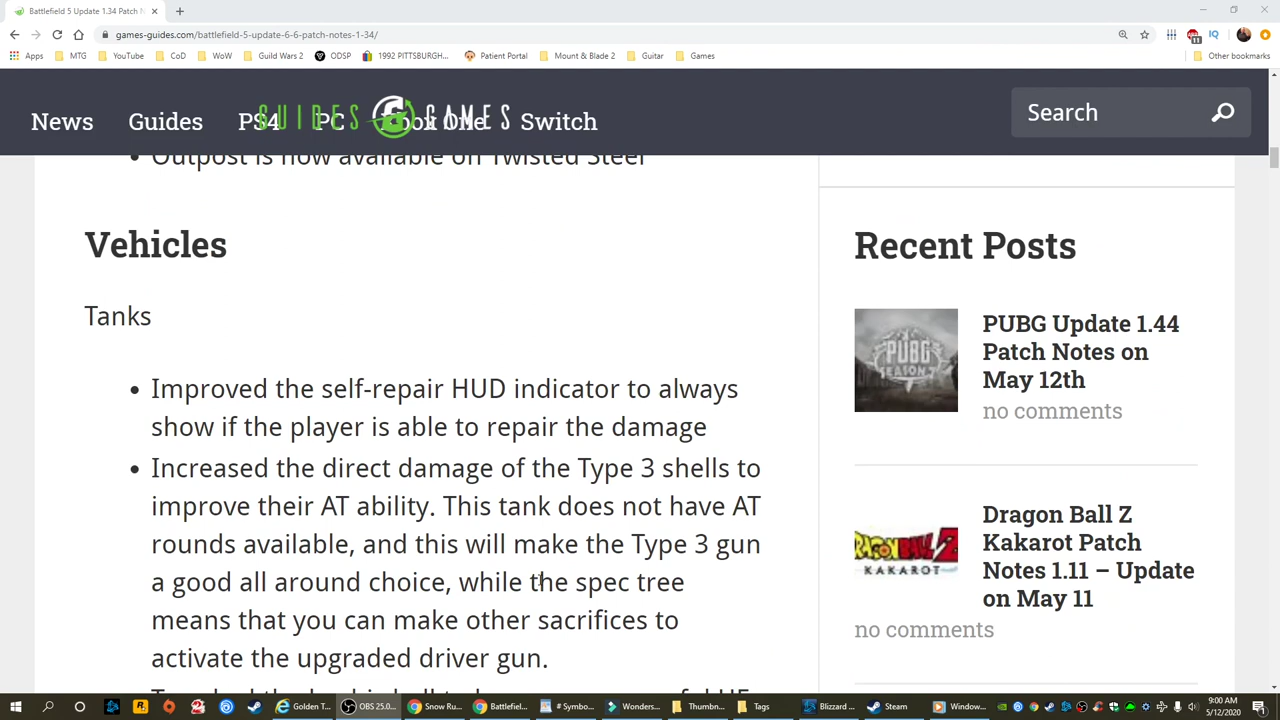 Battlefield 5 Update 1.34 Patch N
games-guides.com/battlefield-5-update-6-6-patch-notes-1-34/
11
IQ
Apps
MTG
YouTube
CoD
WoW
Guild Wars 2
ODSP
1992 PITTSBURGH...
Patient Portal
Mount & Blade 2
Guitar
Games
Other bookmarks
News
Guides
PS4
PC
Xbox One
Switch
GUIDES GAMES
Search
Outpost is now available on Twisted Steel
Vehicles
Tanks
• Improved the self-repair HUD indicator to always
show if the player is able to repair the damage
• Increased the direct damage of the Type 3 shells to
improve their AT ability. This tank does not have AT
rounds available, and this will make the Type 3 gun
a good all around choice, while the spec tree
means that you can make other sacrifices to
activate the upgraded driver gun.
Recent Posts
PUBG
SEASON 7
PUBG Update 1.44
Patch Notes on
May 12th
no comments
DRAGON BALL Z
KAKAROT
Dragon Ball Z
Kakarot Patch
Notes 1.11 – Update
on May 11
no comments
Golden T...
OBS 25.0...
Snow Ru...
Battlefiel...
# Symbo...
Wonders...
Thumbn...
Tags
Blizzard ...
Steam
Window...
9:00 AM
5/12/2020